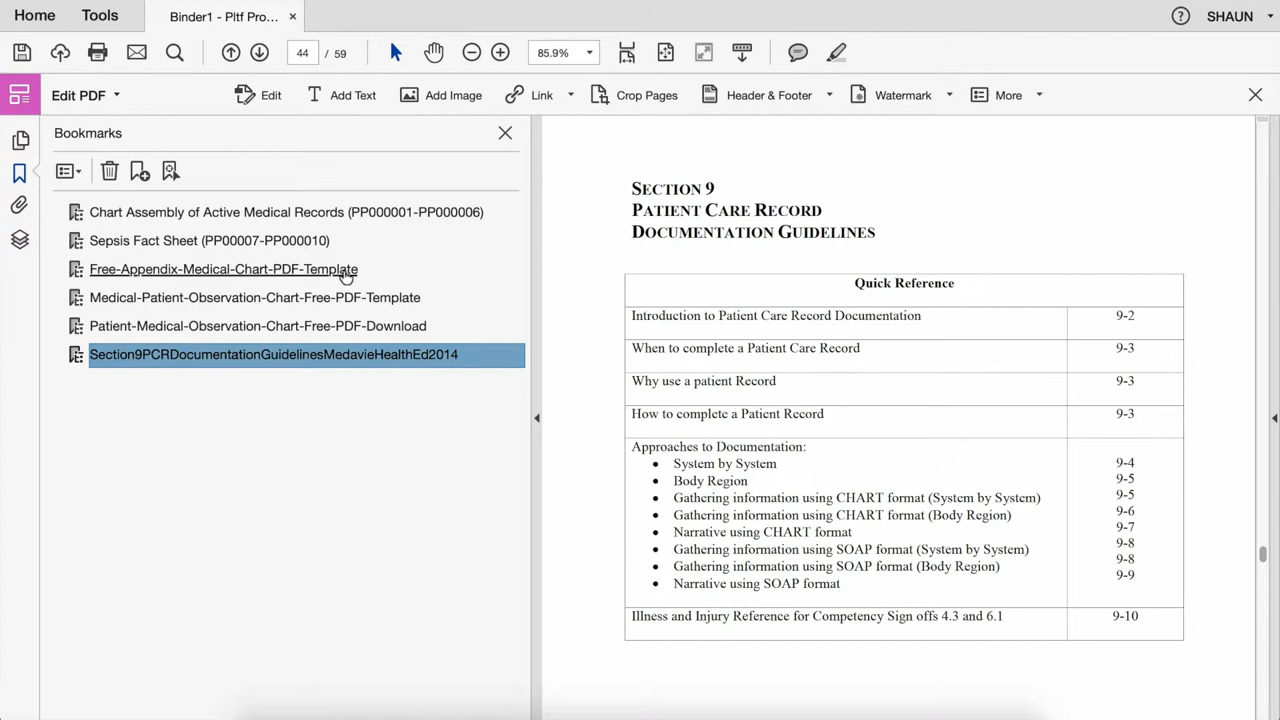 Home Tools Binder1 - Pltf Pro... × ? SHAUN
44 / 59 85.9%
Edit PDF Edit Add Text Add Image Link Crop Pages Header & Footer Watermark More
Bookmarks
Chart Assembly of Active Medical Records (PP000001-PP000006)
Sepsis Fact Sheet (PP00007-PP000010)
Free-Appendix-Medical-Chart-PDF-Template
Medical-Patient-Observation-Chart-Free-PDF-Template
Patient-Medical-Observation-Chart-Free-PDF-Download
Section9PCRDocumentationGuidelinesMedavieHealthEd2014
SECTION 9
PATIENT CARE RECORD
DOCUMENTATION GUIDELINES
Quick Reference
Introduction to Patient Care Record Documentation 9-2
When to complete a Patient Care Record 9-3
Why use a patient Record 9-3
How to complete a Patient Record 9-3
Approaches to Documentation:
• System by System 9-4
• Body Region 9-5
• Gathering information using CHART format (System by System) 9-5
• Gathering information using CHART format (Body Region) 9-6
• Narrative using CHART format 9-7
• Gathering information using SOAP format (System by System) 9-8
• Gathering information using SOAP format (Body Region) 9-8
• Narrative using SOAP format 9-9
Illness and Injury Reference for Competency Sign offs 4.3 and 6.1 9-10